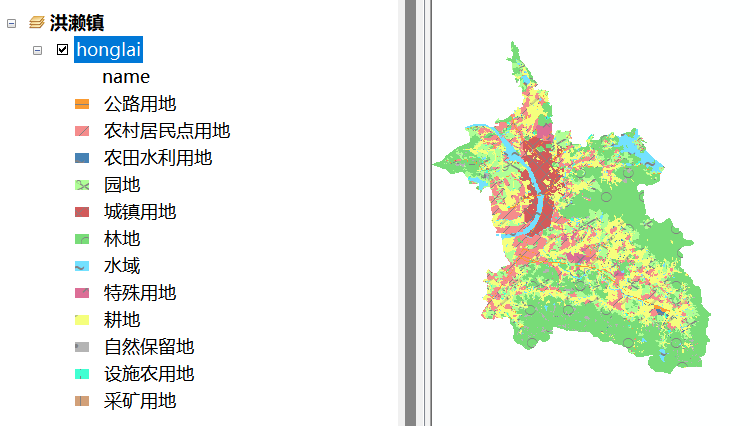 洪濑镇
honglai
name
公路用地
农村居民点用地
农田水利用地
园地
城镇用地
林地
水域
特殊用地
耕地
自然保留地
设施农用地
采矿用地